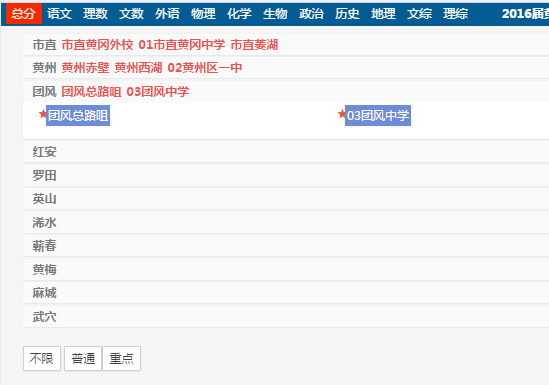 总分 语文 理数 文数 外语 物理 化学 生物 政治 历史 地理 文综 理综 2016届
市直 市直黄冈外校 01市直黄冈中学 市直菱湖
黄州 黄州赤壁 黄州西湖 02黄州区一中
团风 团风总路咀 03团风中学
★团风总路咀 ★03团风中学
红安
罗田
英山
浠水
蕲春
黄梅
麻城
武穴
不限 普通 重点